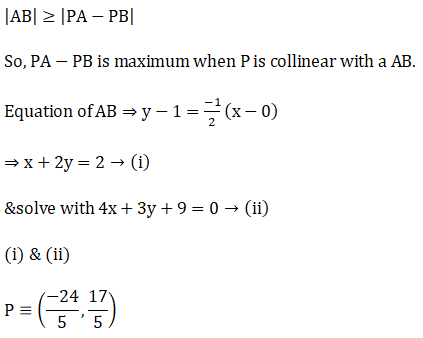 |AB| ≥ |PA − PB|
So, PA − PB is maximum when P is collinear with a AB.
Equation of AB ⇒ y − 1 = −1/2 (x − 0)
⇒ x + 2y = 2 → (i)
&solve with 4x + 3y + 9 = 0 → (ii)
(i) & (ii)
P ≡ (−24/5, 17/5)